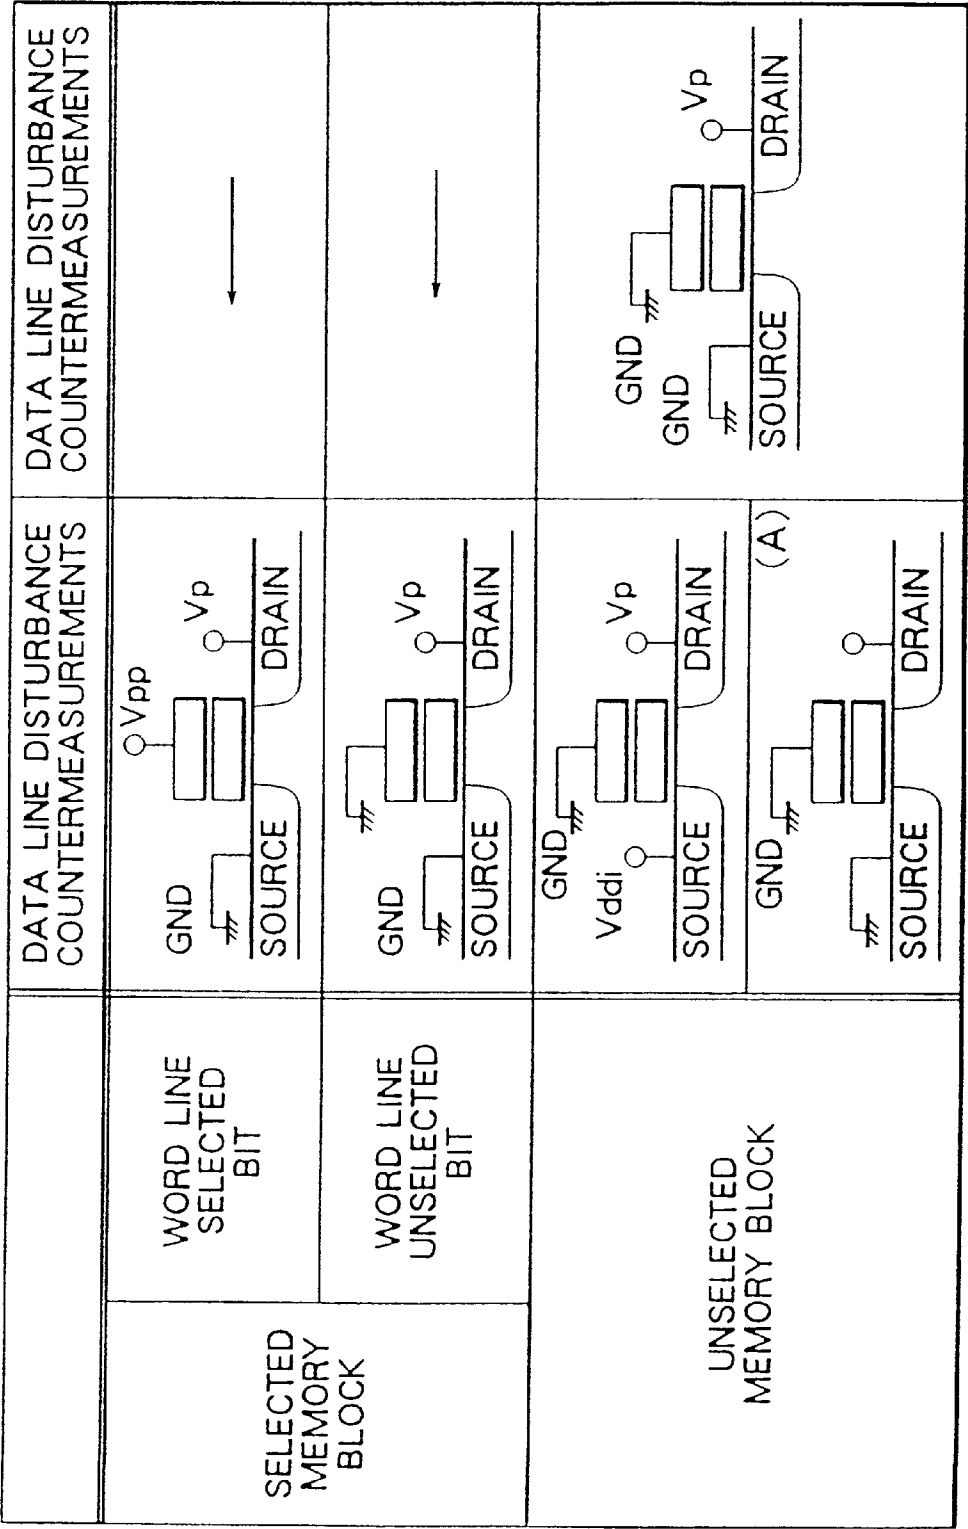 DATA LINE DISTURBANCE
COUNTERMEASUREMENTS
DATA LINE DISTURBANCE
COUNTERMEASUREMENTS
SELECTED
MEMORY
BLOCK
WORD LINE
SELECTED
BIT
GND
Vpp
Vp
SOURCE
DRAIN
WORD LINE
UNSELECTED
BIT
GND
Vp
SOURCE
DRAIN
UNSELECTED
MEMORY BLOCK
GND
Vddi
Vp
SOURCE
DRAIN
GND
GND
Vp
SOURCE
DRAIN
(A)
GND
SOURCE
DRAIN